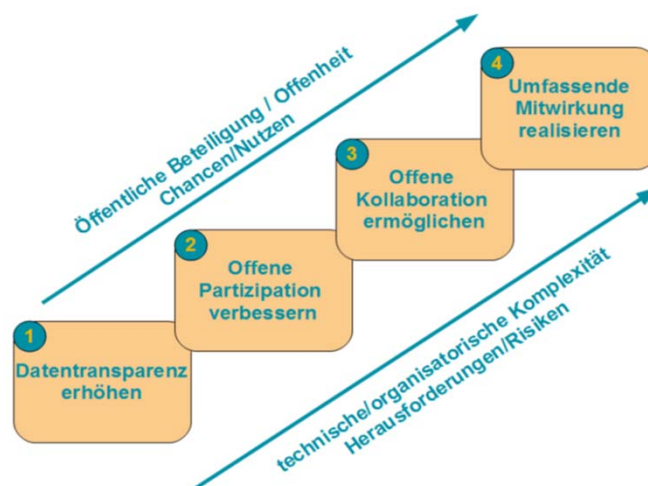 Öffentliche Beteiligung / Offenheit
Chancen/Nutzen
1
Datentransparenz
erhöhen
2
Offene
Partizipation
verbessern
3
Offene
Kollaboration
ermöglichen
4
Umfassende
Mitwirkung
realisieren
technische/organisatorische Komplexität
Herausforderungen/Risiken